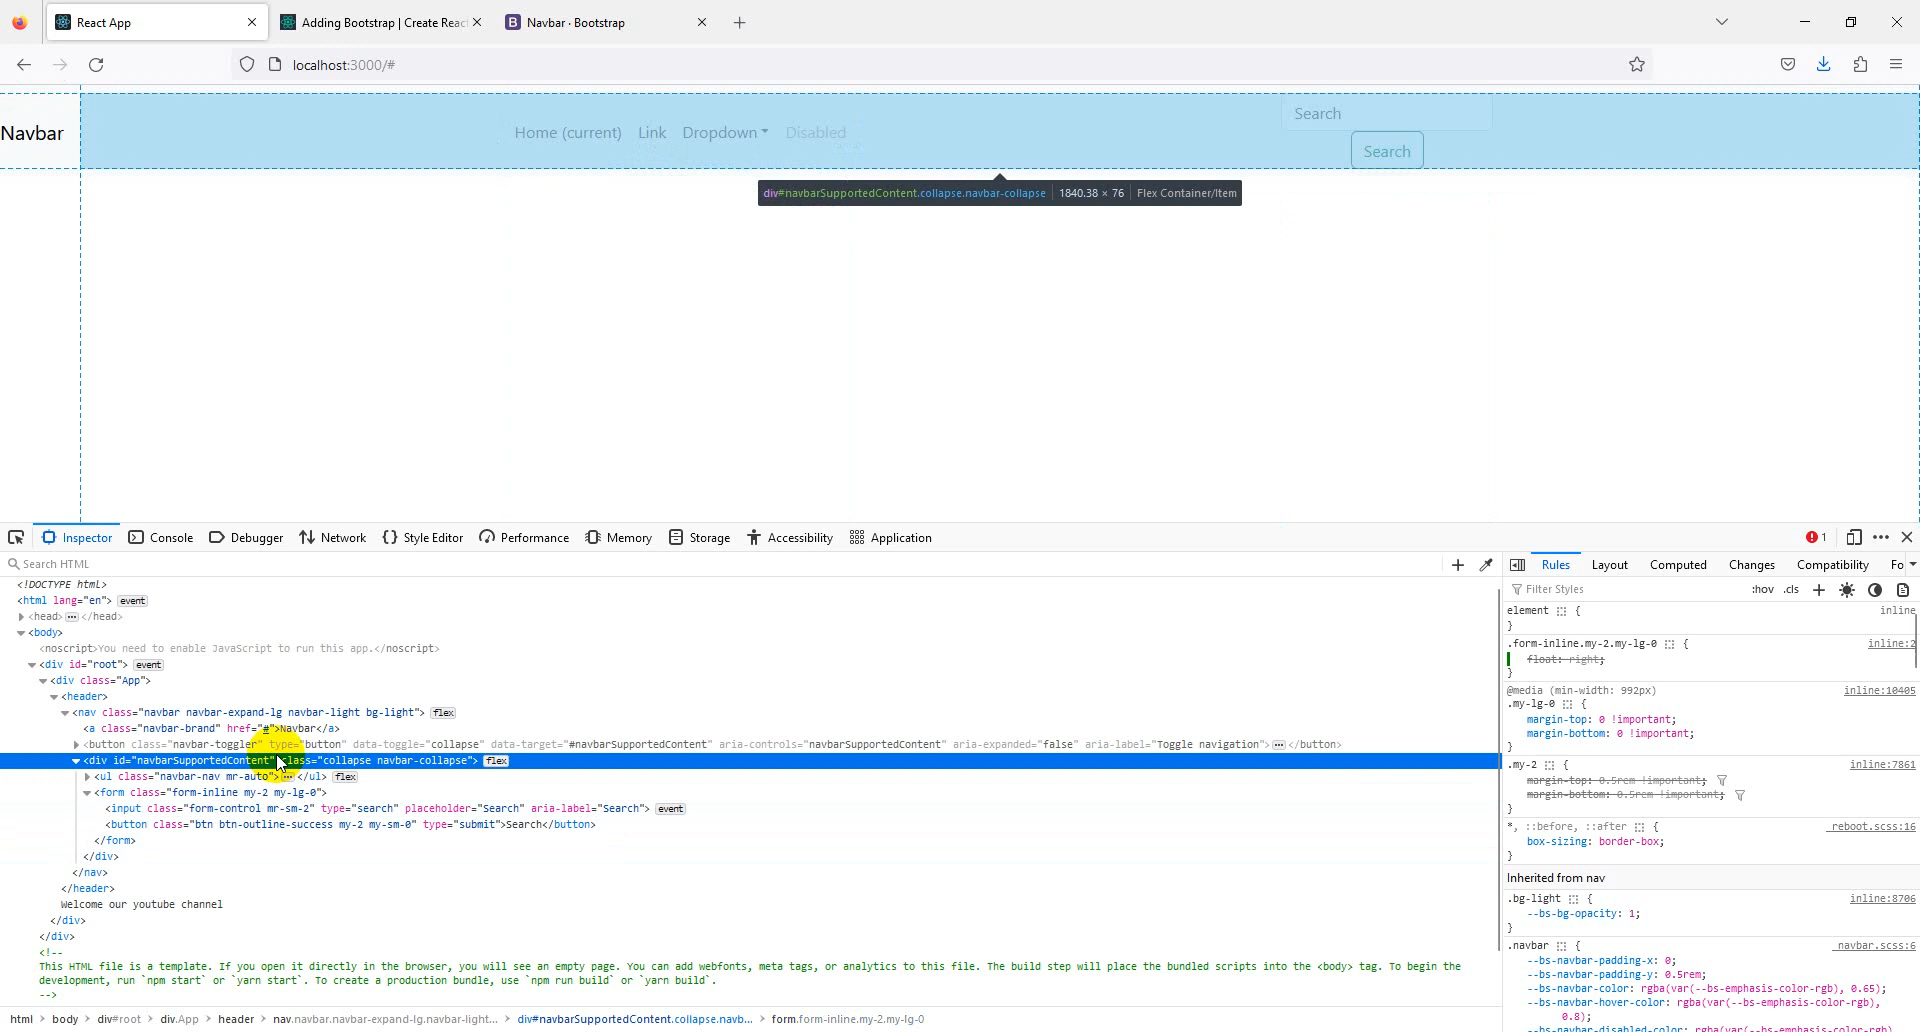 React App
Adding Bootstrap | Create Reac
Navbar · Bootstrap
localhost:3000/#
Navbar
Home (current) Link Dropdown Disabled
Search
Search
div#navbarSupportedContent.collapse.navbar-collapse 1840.38 × 76 Flex Container/Item
Inspector Console Debugger Network Style Editor Performance Memory Storage Accessibility Application 1
Search HTML
<!DOCTYPE html>
<html lang="en"> event
<head> ··· </head>
<body>
<noscript>You need to enable JavaScript to run this app.</noscript>
<div id="root"> event
<div class="App">
<header>
<nav class="navbar navbar-expand-lg navbar-light bg-light"> flex
<a class="navbar-brand" href="#">Navbar</a>
<button class="navbar-toggler" type="button" data-toggle="collapse" data-target="#navbarSupportedContent" aria-controls="navbarSupportedContent" aria-expanded="false" aria-label="Toggle navigation"> ··· </button>
<div id="navbarSupportedContent" class="collapse navbar-collapse"> flex
<ul class="navbar-nav mr-auto"> ··· </ul> flex
<form class="form-inline my-2 my-lg-0">
<input class="form-control mr-sm-2" type="search" placeholder="Search" aria-label="Search"> event
<button class="btn btn-outline-success my-2 my-sm-0" type="submit">Search</button>
</form>
</div>
</nav>
</header>
Welcome our youtube channel
</div>
</div>
<!--
This HTML file is a template. If you open it directly in the browser, you will see an empty page. You can add webfonts, meta tags, or analytics to this file. The build step will place the bundled scripts into the <body> tag. To begin the
development, run `npm start` or `yarn start`. To create a production bundle, use `npm run build` or `yarn build`.
-->
html > body > div#root > div.App > header > nav.navbar.navbar-expand-lg.navbar-light... > div#navbarSupportedContent.collapse.navb... > form.form-inline.my-2.my-lg-0
Rules Layout Computed Changes Compatibility Fo
Filter Styles :hov .cls
element { inline
}
.form-inline.my-2.my-lg-0 { inline:2
float: right;
}
@media (min-width: 992px) inline:10405
.my-lg-0 {
margin-top: 0 !important;
margin-bottom: 0 !important;
}
.my-2 { inline:7861
margin-top: 0.5rem !important;
margin-bottom: 0.5rem !important;
}
*, ::before, ::after { _reboot.scss:16
box-sizing: border-box;
}
Inherited from nav
.bg-light { inline:8706
--bs-bg-opacity: 1;
}
.navbar { _navbar.scss:6
--bs-navbar-padding-x: 0;
--bs-navbar-padding-y: 0.5rem;
--bs-navbar-color: rgba(var(--bs-emphasis-color-rgb), 0.65);
--bs-navbar-hover-color: rgba(var(--bs-emphasis-color-rgb),
0.8);
--bs-navbar-disabled-color: rgba(var(--bs-emphasis-color-rgb)